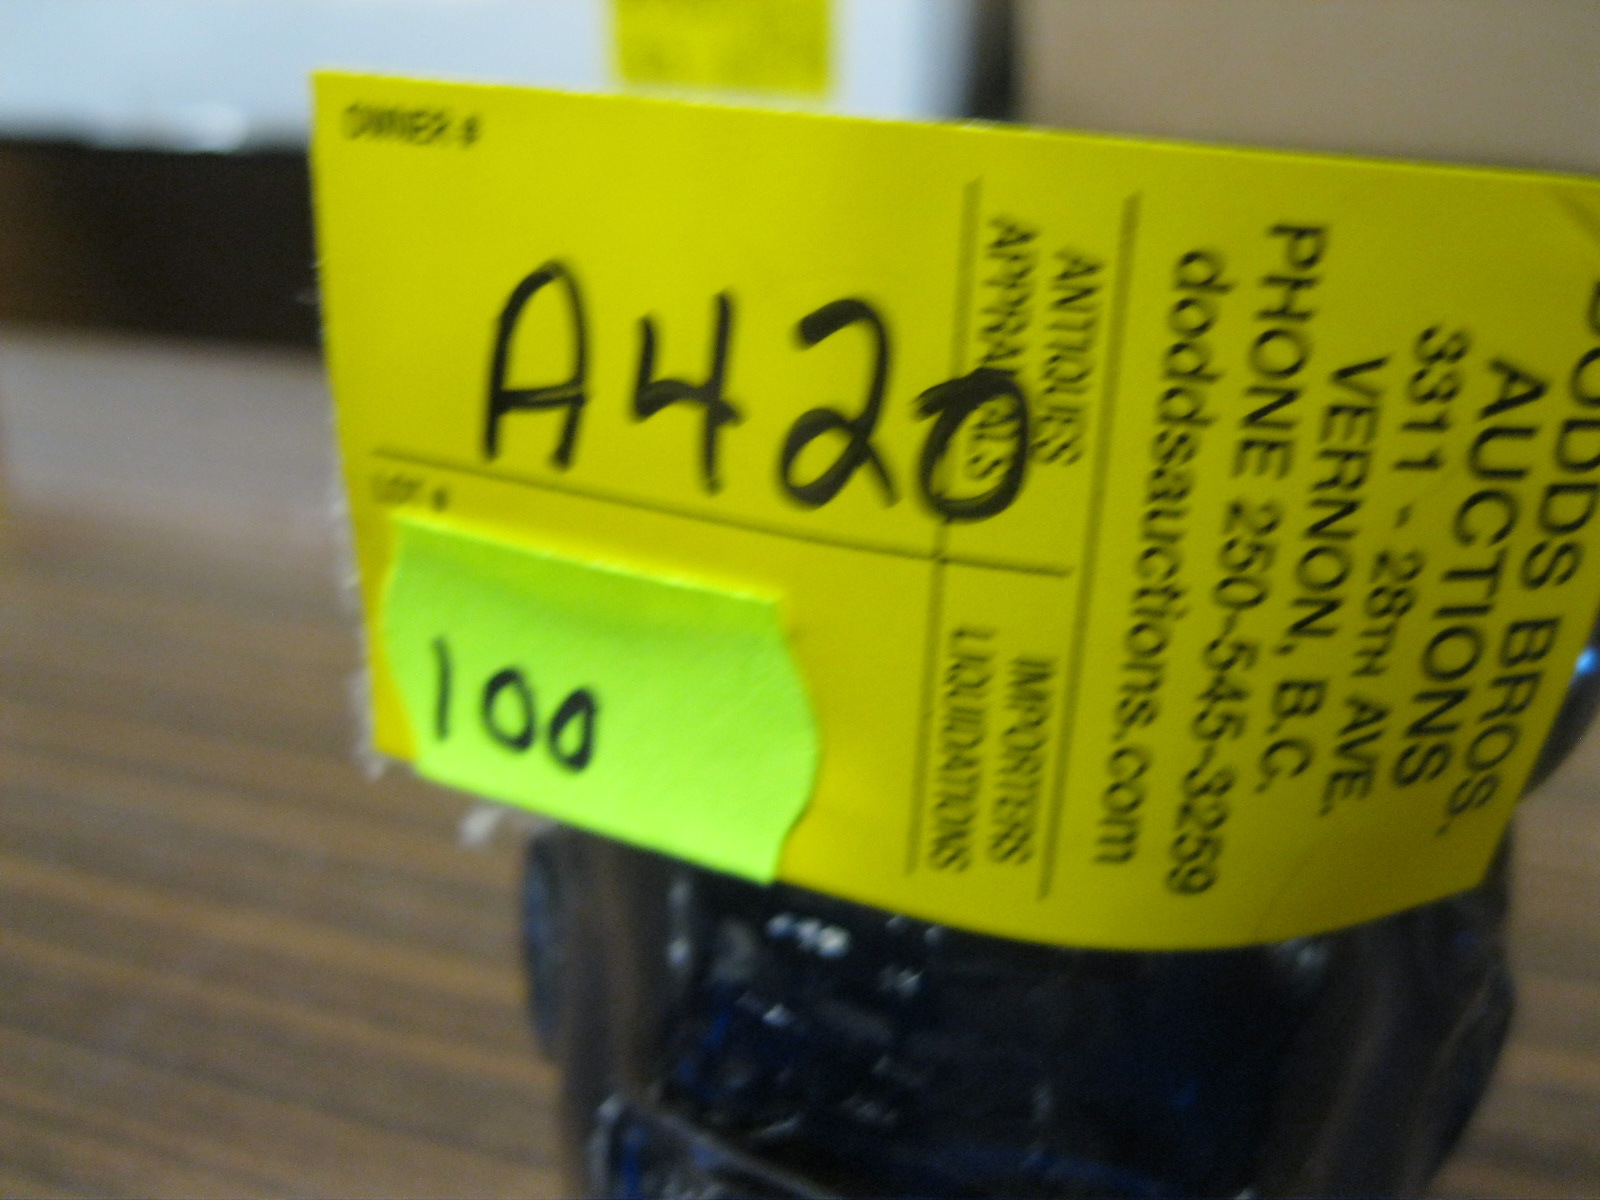 OWNER #
A420
LOT #
100
DODDS BROS.
AUCTIONS
3311 - 28TH AVE.
VERNON, B.C.
PHONE 250-545-3259
doddsauctions.com
ANTIQUES IMPORTERS
APPRAISALS LIQUIDATIONS